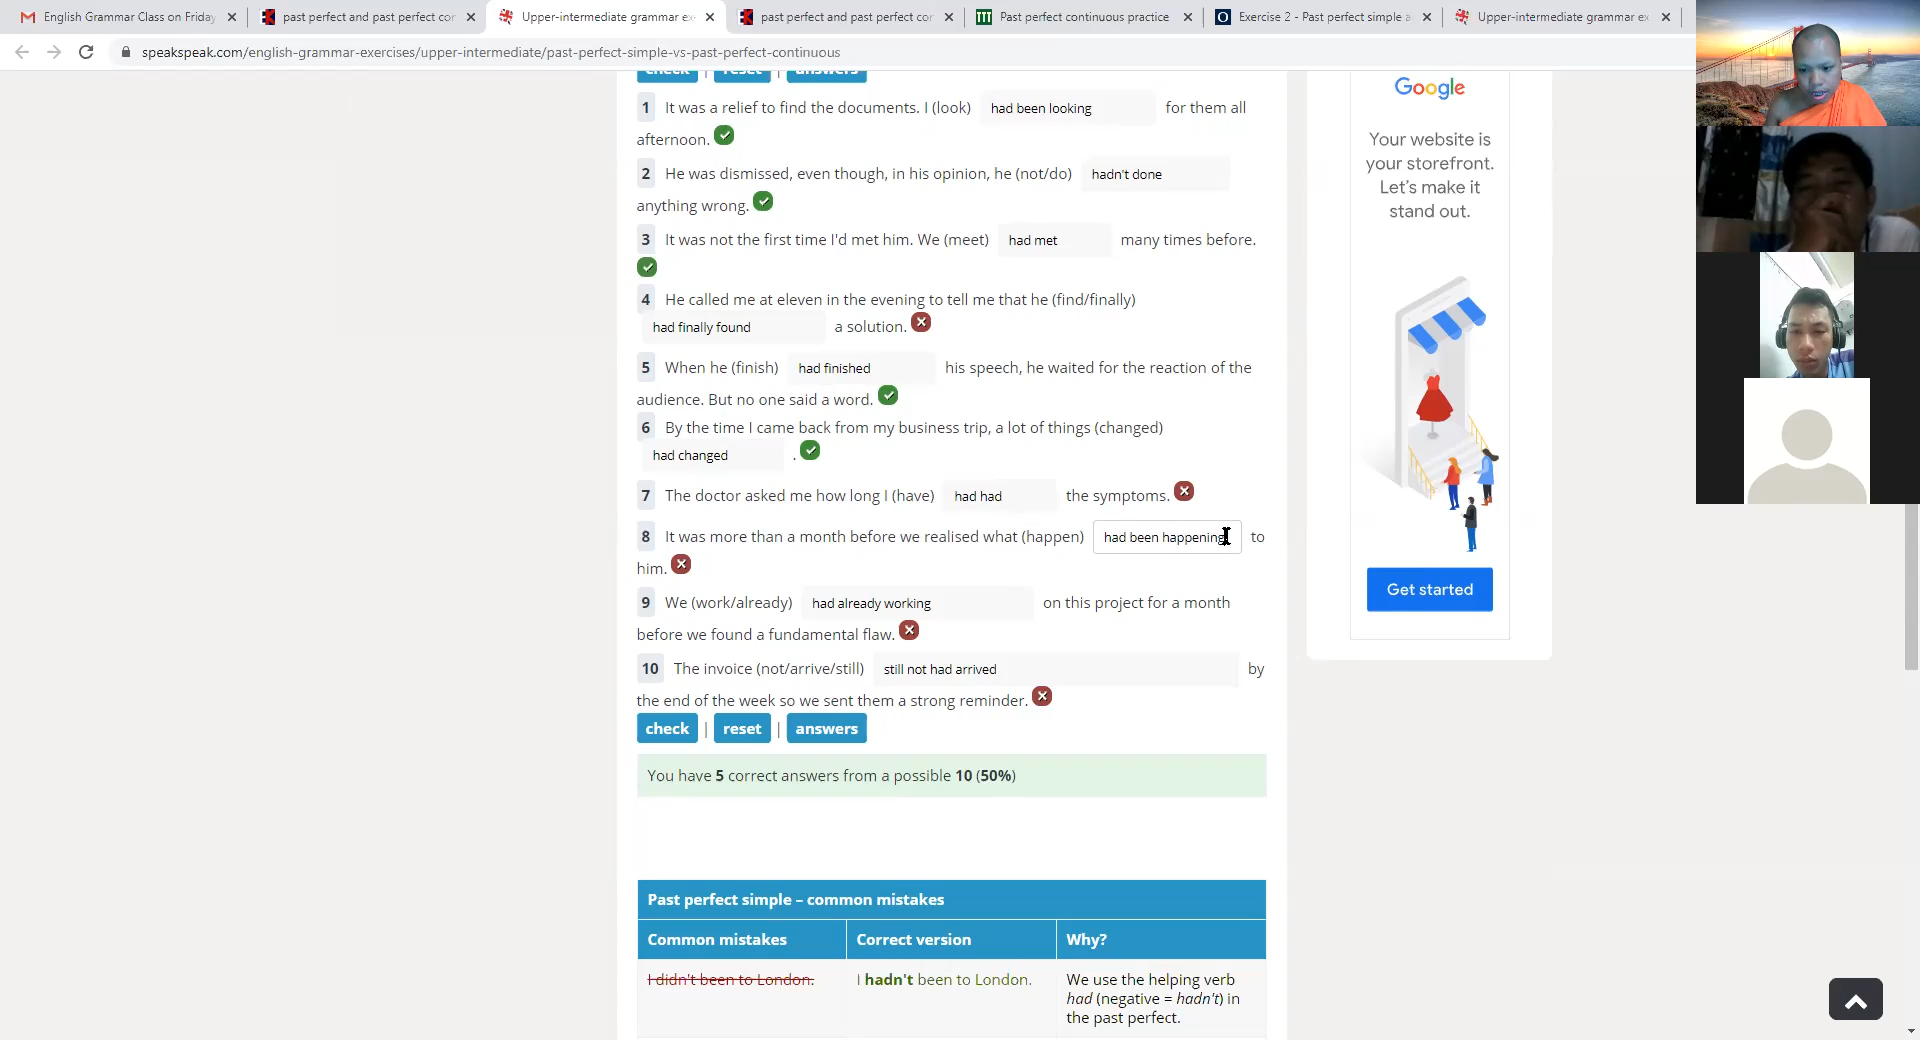 English Grammar Class on Friday
past perfect and past perfect cor
Upper-intermediate grammar ex
past perfect and past perfect cor
Past perfect continuous practice
Exercise 2 - Past perfect simple a
Upper-intermediate grammar ex
speakspeak.com/english-grammar-exercises/upper-intermediate/past-perfect-simple-vs-past-perfect-continuous
check | reset | answers
1 It was a relief to find the documents. I (look) had been looking for them all
afternoon.
2 He was dismissed, even though, in his opinion, he (not/do) hadn't done
anything wrong.
3 It was not the first time I'd met him. We (meet) had met many times before.
4 He called me at eleven in the evening to tell me that he (find/finally)
had finally found a solution.
5 When he (finish) had finished his speech, he waited for the reaction of the
audience. But no one said a word.
6 By the time I came back from my business trip, a lot of things (changed)
had changed .
7 The doctor asked me how long I (have) had had the symptoms.
8 It was more than a month before we realised what (happen) had been happening to
him.
9 We (work/already) had already working on this project for a month
before we found a fundamental flaw.
10 The invoice (not/arrive/still) still not had arrived by
the end of the week so we sent them a strong reminder.
check | reset | answers
You have 5 correct answers from a possible 10 (50%)
Past perfect simple – common mistakes
Common mistakes Correct version Why?
I didn't been to London. I hadn't been to London. We use the helping verb
had (negative = hadn't) in
the past perfect.
Google
Your website is
your storefront.
Let's make it
stand out.
Get started